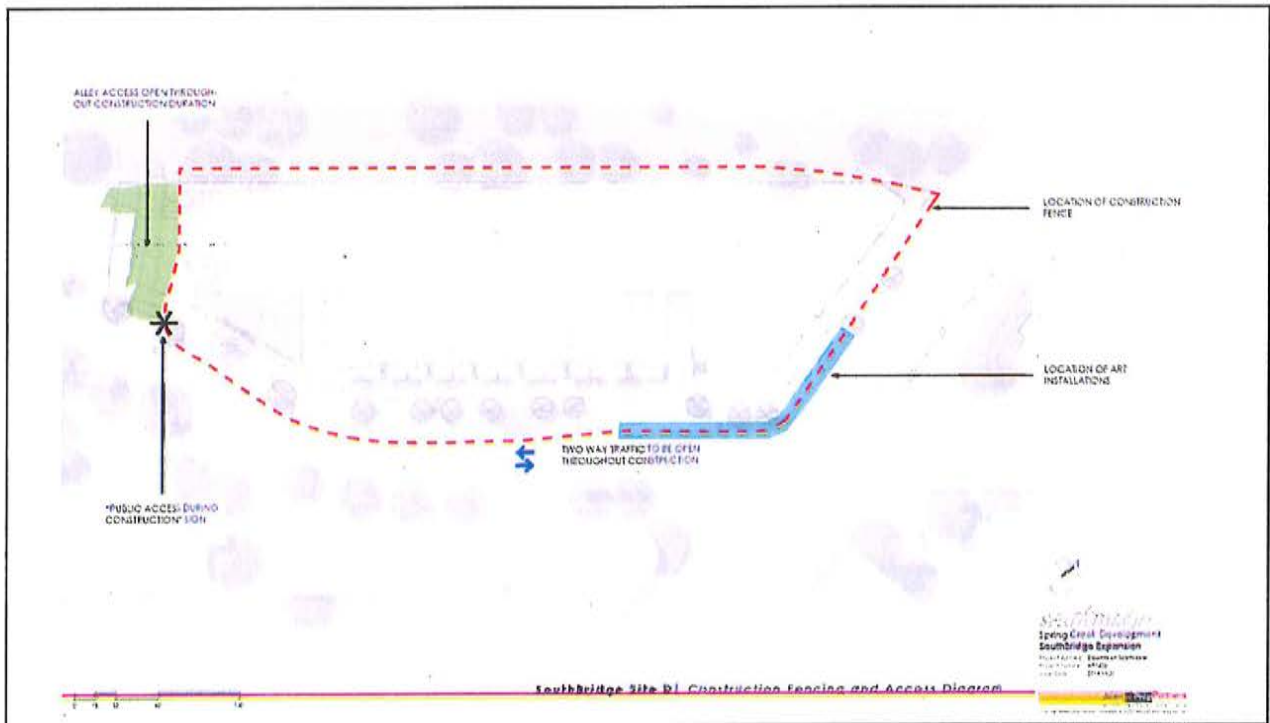 ALLEY ACCESS OPEN THROUGH-
OUT CONSTRUCTION DURATION
LOCATION OF CONSTRUCTION
FENCE
LOCATION OF ART
INSTALLATIONS
TWO WAY TRAFFIC TO BE OPEN
THROUGHOUT CONSTRUCTION
"PUBLIC ACCESS DURING
CONSTRUCTION" SIGN
Southbridge
Spring Creek Development
Southbridge Expansion
Southbridge Site D| Construction Fencing and Access Diagram
Partners